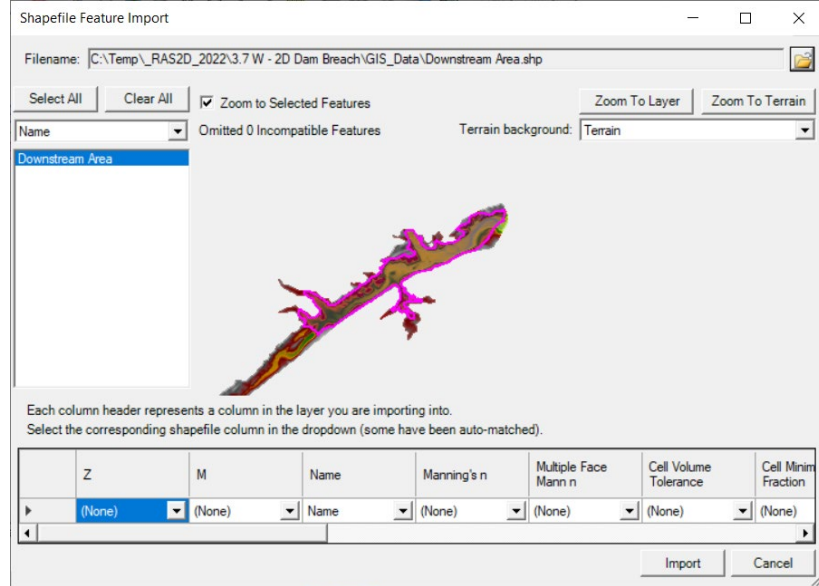 Shapefile Feature Import
Filename: C:\Temp\_RAS2D_2022\3.7 W - 2D Dam Breach\GIS_Data\Downstream Area.shp
Select All Clear All Zoom to Selected Features Zoom To Layer Zoom To Terrain
Name Omitted 0 Incompatible Features Terrain background: Terrain
Downstream Area
Each column header represents a column in the layer you are importing into.
Select the corresponding shapefile column in the dropdown (some have been auto-matched).
Z M Name Manning's n Multiple Face Cell Volume Cell Minim
Mann n Tolerance Fraction
(None) (None) Name (None) (None) (None) (None)
Import Cancel